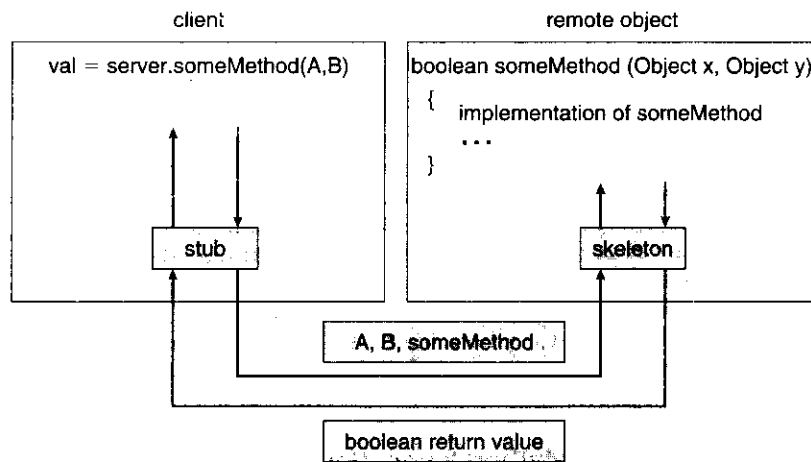 client
remote object
val = server.someMethod(A,B)
boolean someMethod (Object x, Object y)
{
implementation of someMethod
...
}
stub
skeleton
A, B, someMethod
boolean return value